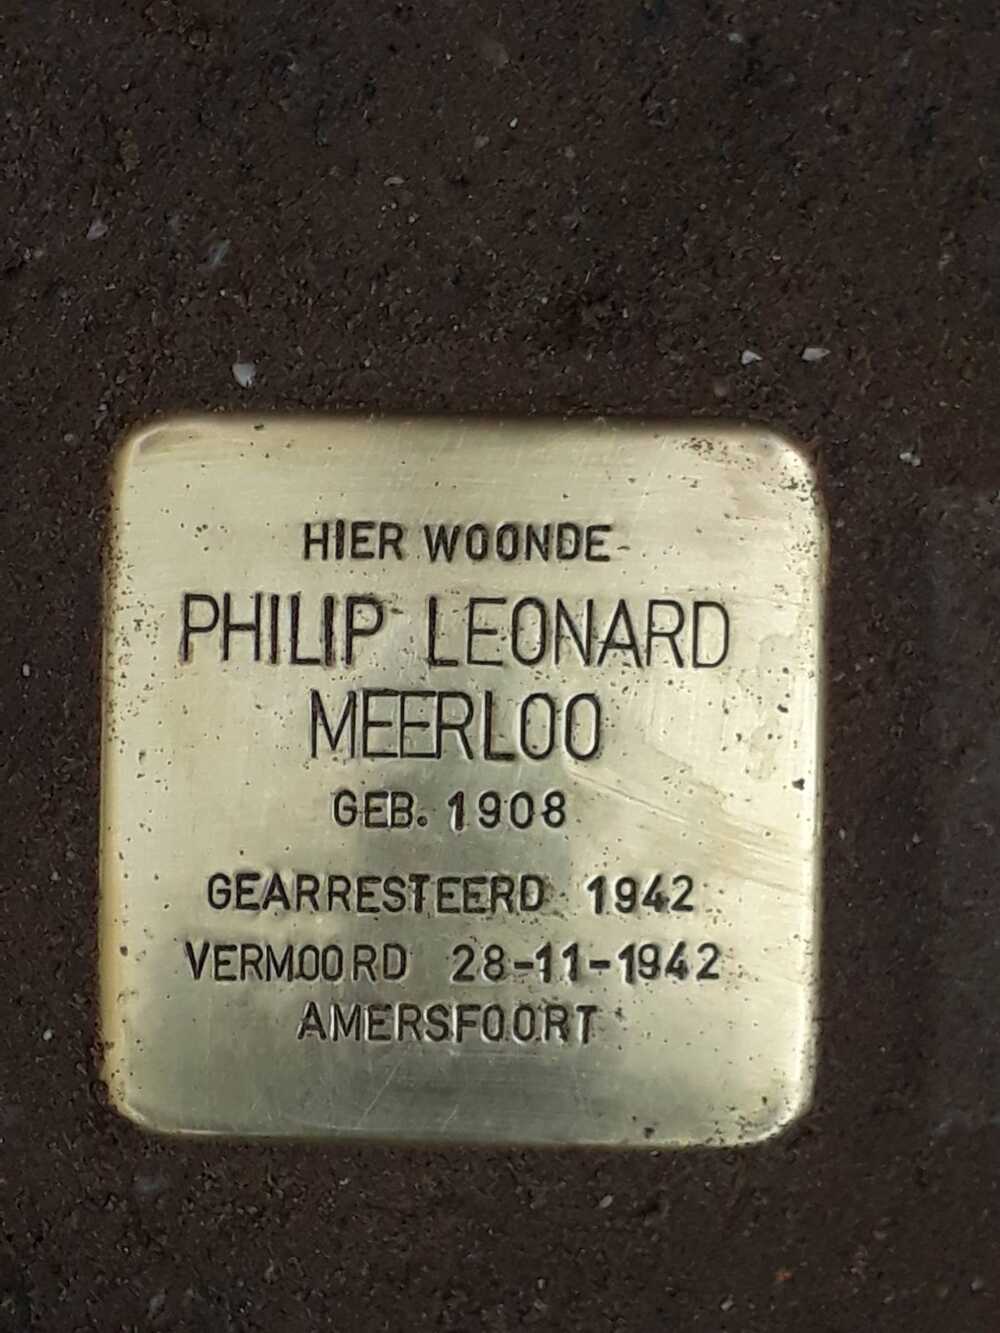 HIER WOONDE
PHILIP LEONARD
MEERLOO
GEB. 1908
GEARRESTEERD 1942
VERMOORD 28-11-1942
AMERSFOORT